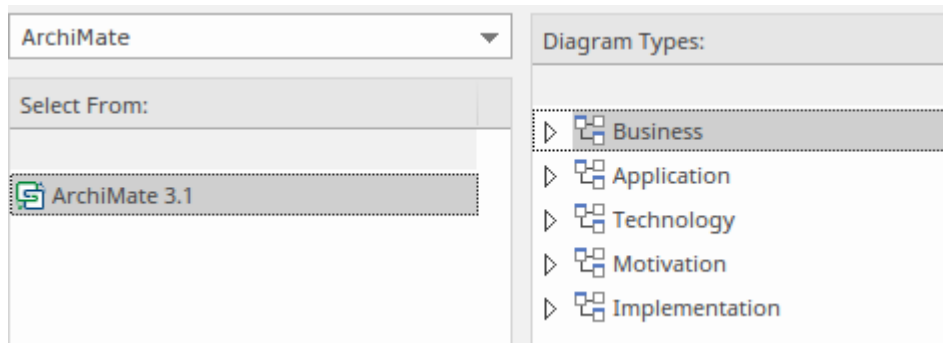 ArchiMate
Select From:
ArchiMate 3.1
Diagram Types:
Business
Application
Technology
Motivation
Implementation